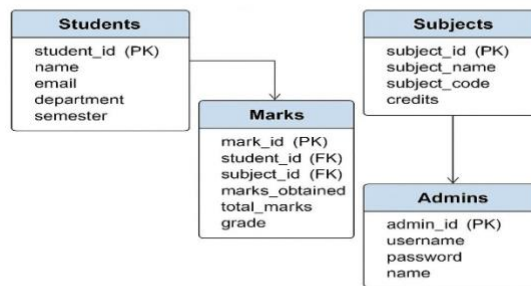 Students
student_id (PK)
name
email
department
semester
Subjects
subject_id (PK)
subject_name
subject_code
credits
Marks
mark_id (PK)
student_id (FK)
subject_id (FK)
marks_obtained
total_marks
grade
Admins
admin_id (PK)
username
password
name